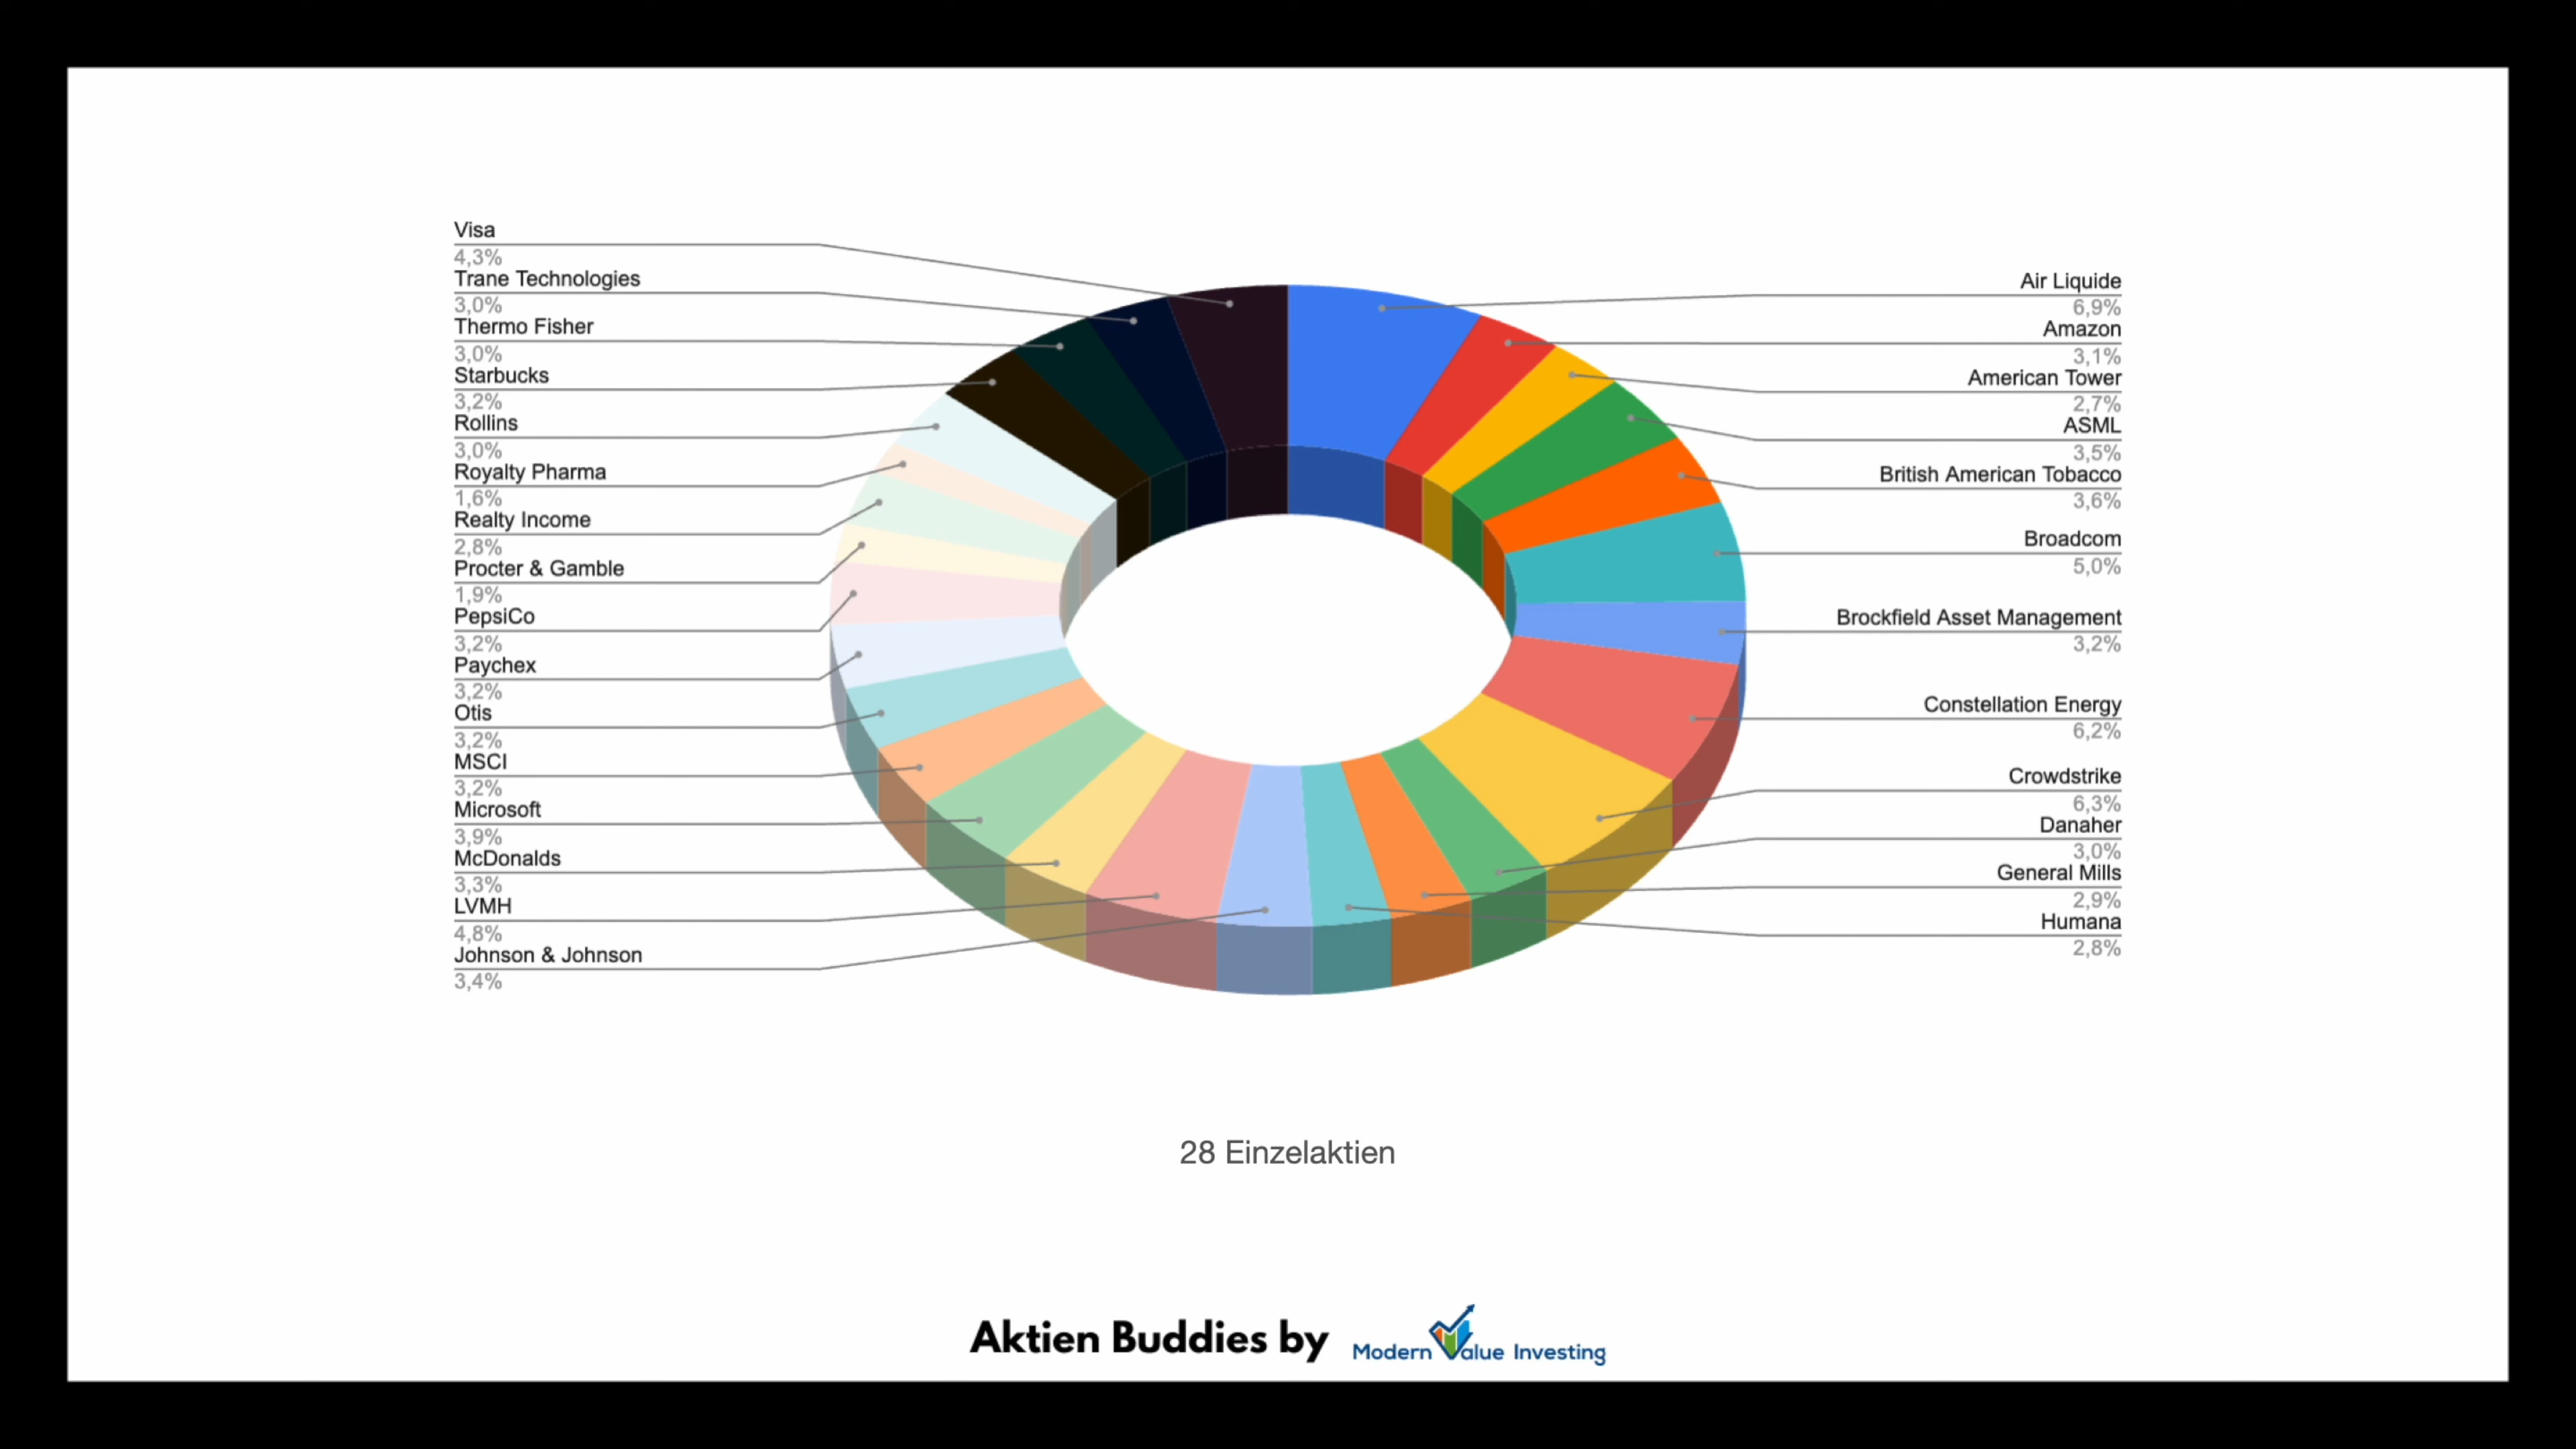 Visa
4,3%
Trane Technologies
3,0%
Thermo Fisher
3,0%
Starbucks
3,2%
Rollins
3,0%
Royalty Pharma
1,6%
Realty Income
2,8%
Procter & Gamble
1,9%
PepsiCo
3,2%
Paychex
3,2%
Otis
3,2%
MSCI
3,2%
Microsoft
3,9%
McDonalds
3,3%
LVMH
4,8%
Johnson & Johnson
3,4%
Air Liquide
6,9%
Amazon
3,1%
American Tower
2,7%
ASML
3,5%
British American Tobacco
3,6%
Broadcom
5,0%
Brockfield Asset Management
3,2%
Constellation Energy
6,2%
Crowdstrike
6,3%
Danaher
3,0%
General Mills
2,9%
Humana
2,8%
28 Einzelaktien
Aktien Buddies by Modern Value Investing